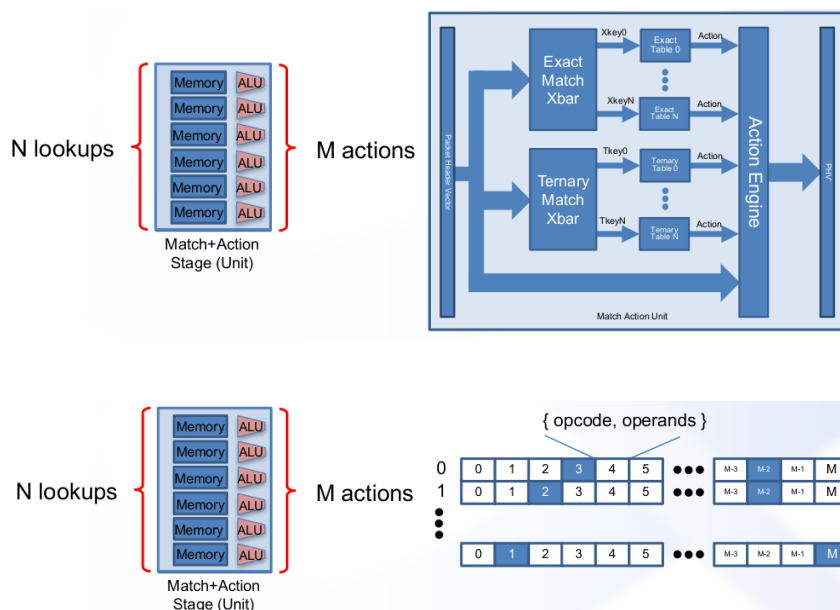 N lookups
Memory ALU
Memory ALU
Memory ALU
Memory ALU
Memory ALU
Memory ALU
M actions
Match+Action
Stage (Unit)
Packet Header Vector
Exact
Match
Xbar
Xkey0
Exact
Table 0
Action
XkeyN
Exact
Table N
Action
Ternary
Match
Xbar
Tkey0
Ternary
Table 0
Action
TkeyN
Ternary
Table N
Action
Action Engine
PHV
Match Action Unit
N lookups
Memory ALU
Memory ALU
Memory ALU
Memory ALU
Memory ALU
Memory ALU
M actions
Match+Action
Stage (Unit)
{ opcode, operands }
0 0 1 2 3 4 5 ●●● M-3 M-2 M-1 M
1 0 1 2 3 4 5 ●●● M-3 M-2 M-1 M
0 1 2 3 4 5 ●●● M-3 M-2 M-1 M